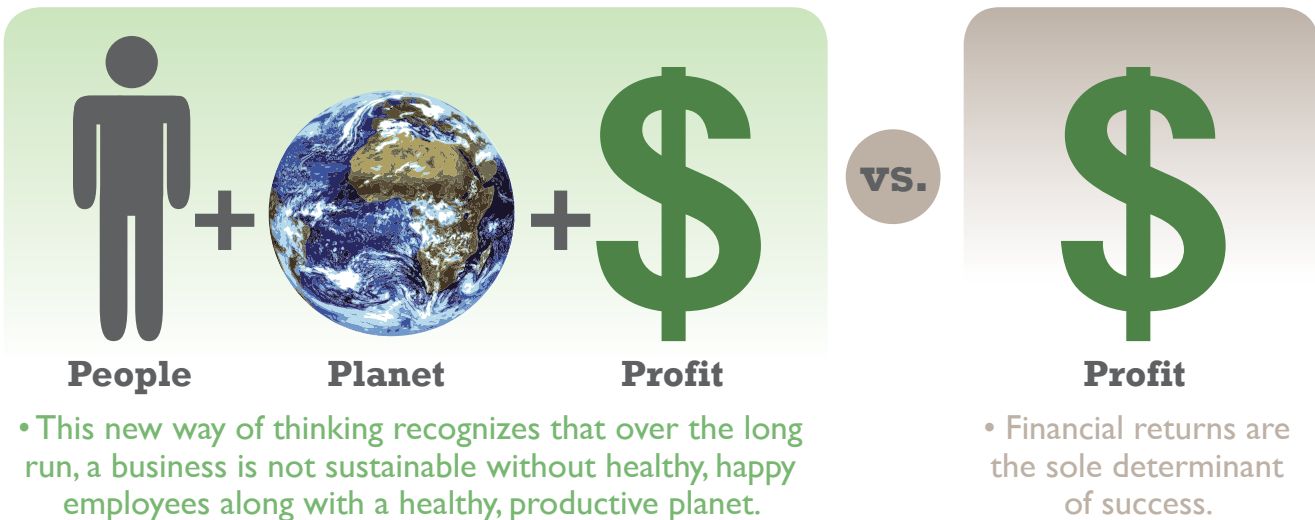 + + vs.
People Planet Profit Profit
• This new way of thinking recognizes that over the long
run, a business is not sustainable without healthy, happy
employees along with a healthy, productive planet.
• Financial returns are
the sole determinant
of success.